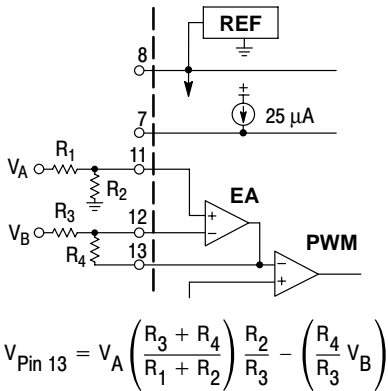 REF
8
25 μA
7
V_A R_1 11
R_2
EA
+
−
V_B R_3 12
R_4 13
PWM
−
+
V_Pin 13 = V_A ( (R_3 + R_4) / (R_1 + R_2) ) R_2 / R_3 − ( R_4 / R_3 V_B )